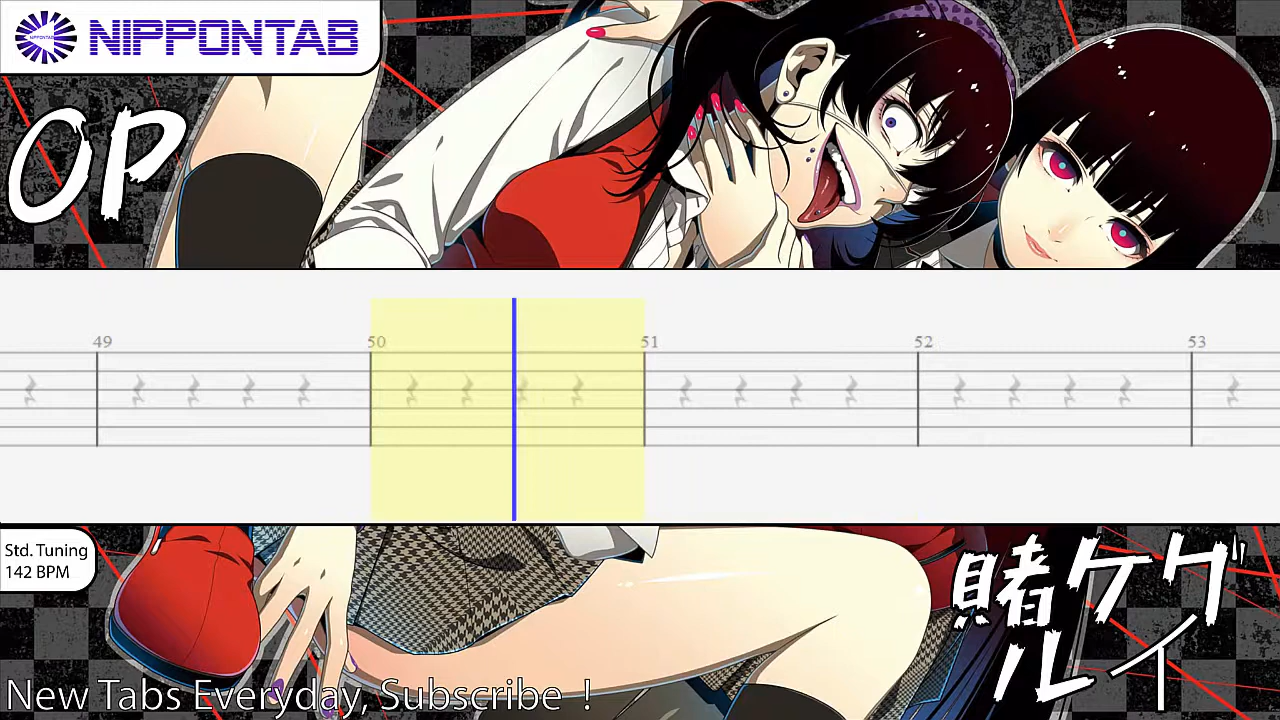 NIPPONTAB
NIPPONTAB
OP
49 50 51 52 53
Std. Tuning
142 BPM
賭ケグ
ルイ
New Tabs Everyday, Subscribe !